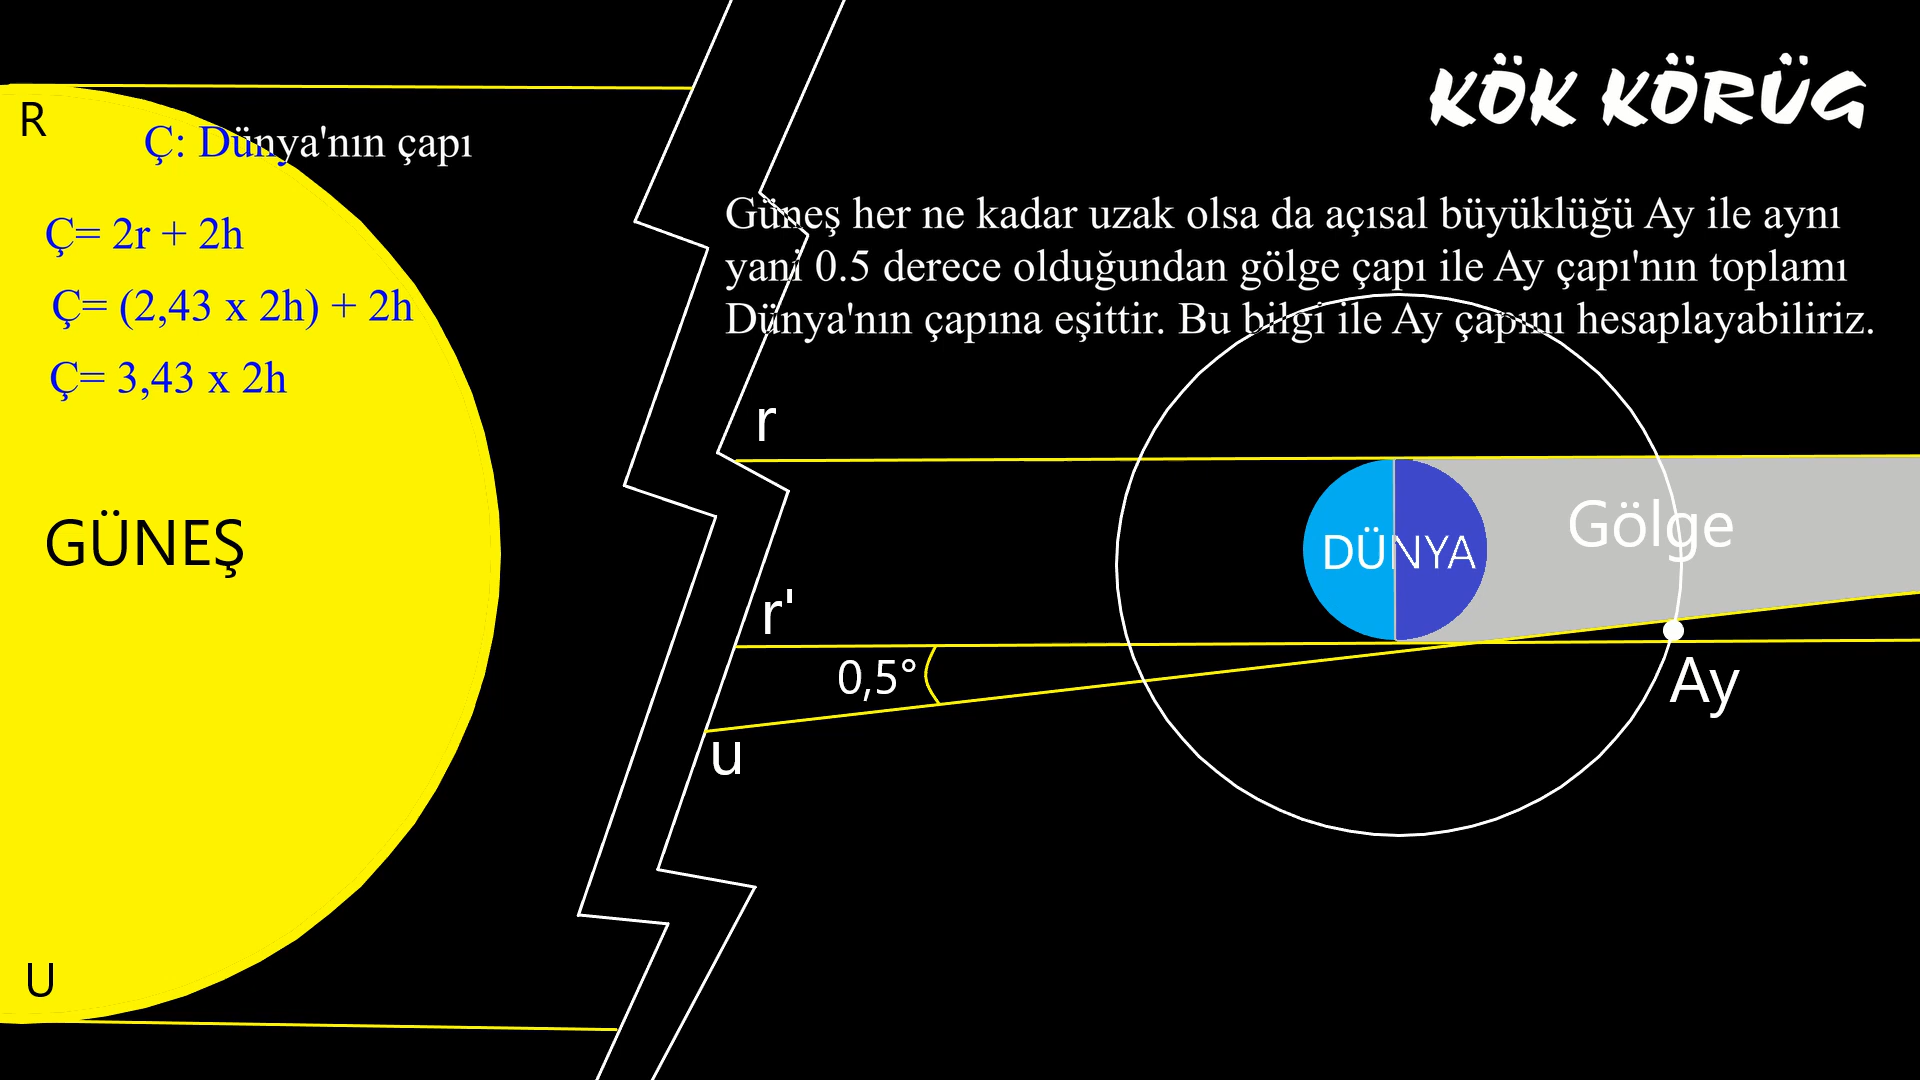 KÖK KÖRÜG
R
Ç: Dünya'nın çapı
Ç= 2r + 2h
Ç= (2,43 x 2h) + 2h
Ç= 3,43 x 2h
GÜNEŞ
U
Güneş her ne kadar uzak olsa da açısal büyüklüğü Ay ile aynı
yani 0.5 derece olduğundan gölge çapı ile Ay çapı'nın toplamı
Dünya'nın çapına eşittir. Bu bilgi ile Ay çapını hesaplayabiliriz.
r
DÜNYA
Gölge
r'
0,5°
Ay
u